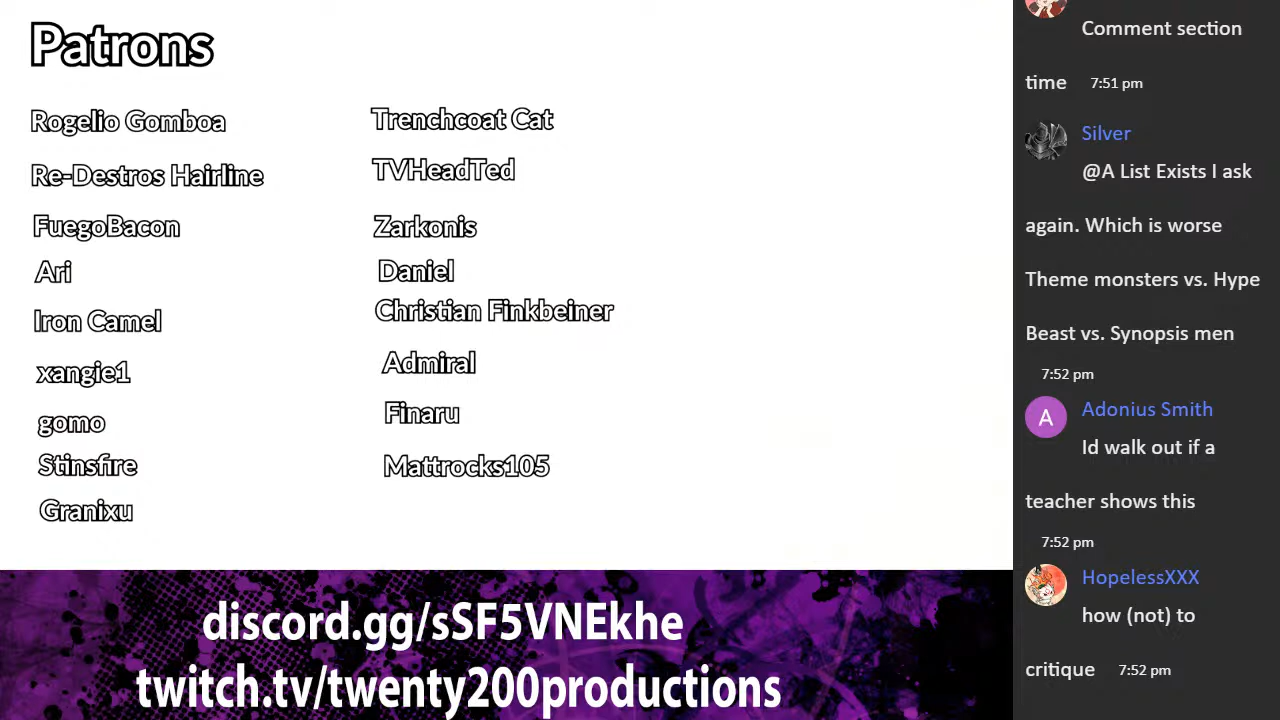 Patrons
Rogelio Gomboa
Re-Destros Hairline
FuegoBacon
Ari
Iron Camel
xangie1
gomo
Stinsfire
Granixu
Trenchcoat Cat
TVHeadTed
Zarkonis
Daniel
Christian Finkbeiner
Admiral
Finaru
Mattrocks105
discord.gg/sSF5VNEkhe
twitch.tv/twenty200productions
Comment section
time 7:51 pm
Silver
@A List Exists I ask
again. Which is worse
Theme monsters vs. Hype
Beast vs. Synopsis men
7:52 pm
A
Adonius Smith
Id walk out if a
teacher shows this
7:52 pm
HopelessXXX
how (not) to
critique 7:52 pm